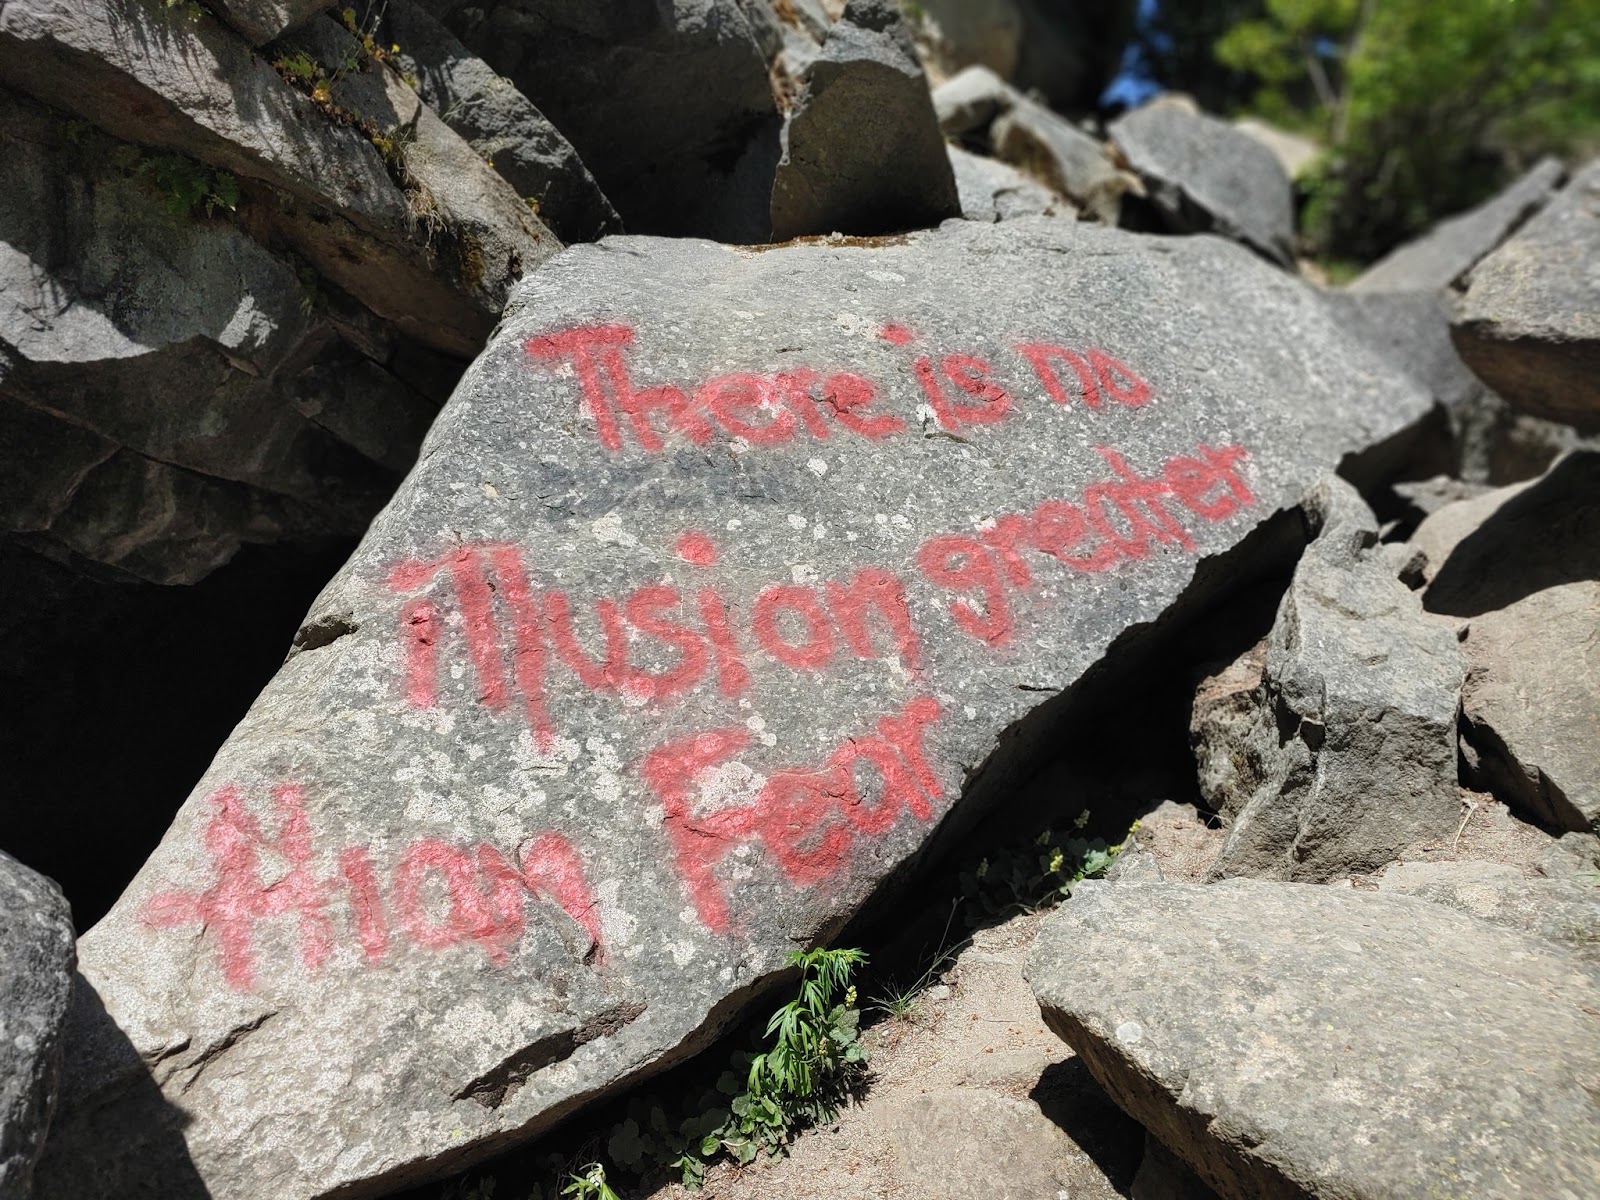 There is no
illusion greater
Than Fear